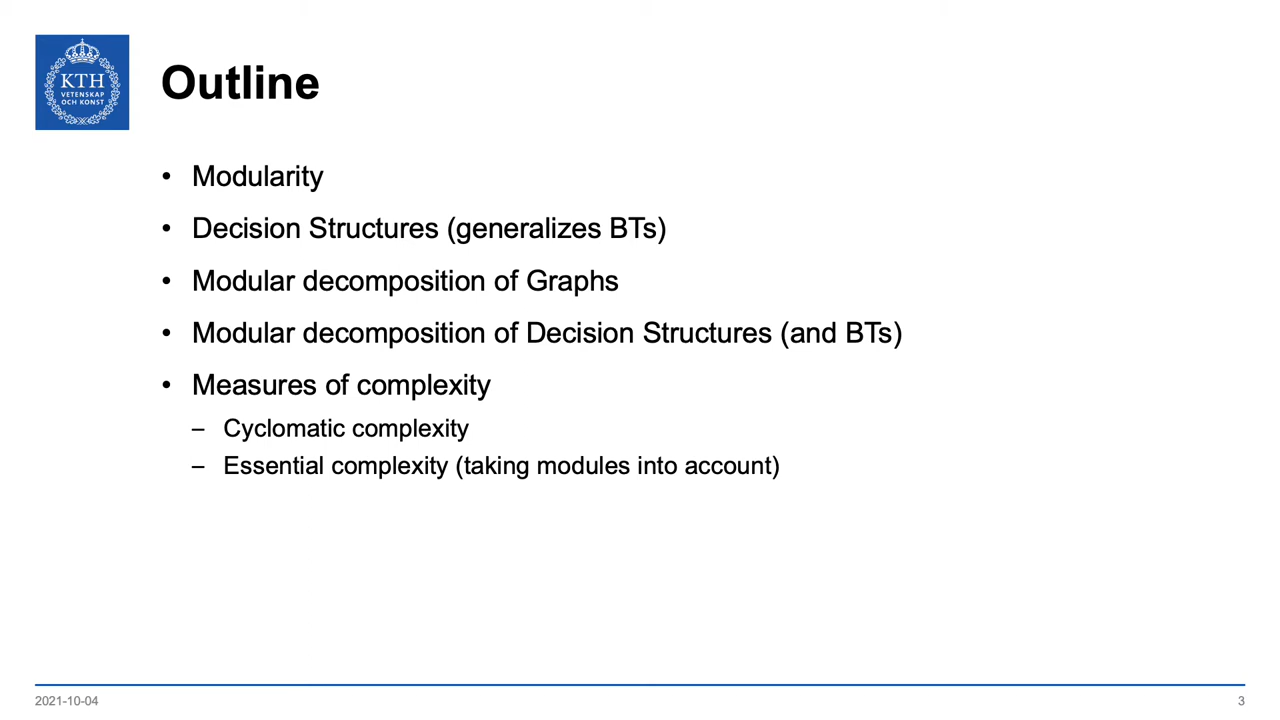 KTH
VETENSKAP
OCH KONST
Outline
• Modularity
• Decision Structures (generalizes BTs)
• Modular decomposition of Graphs
• Modular decomposition of Decision Structures (and BTs)
• Measures of complexity
– Cyclomatic complexity
– Essential complexity (taking modules into account)
2021-10-04
3